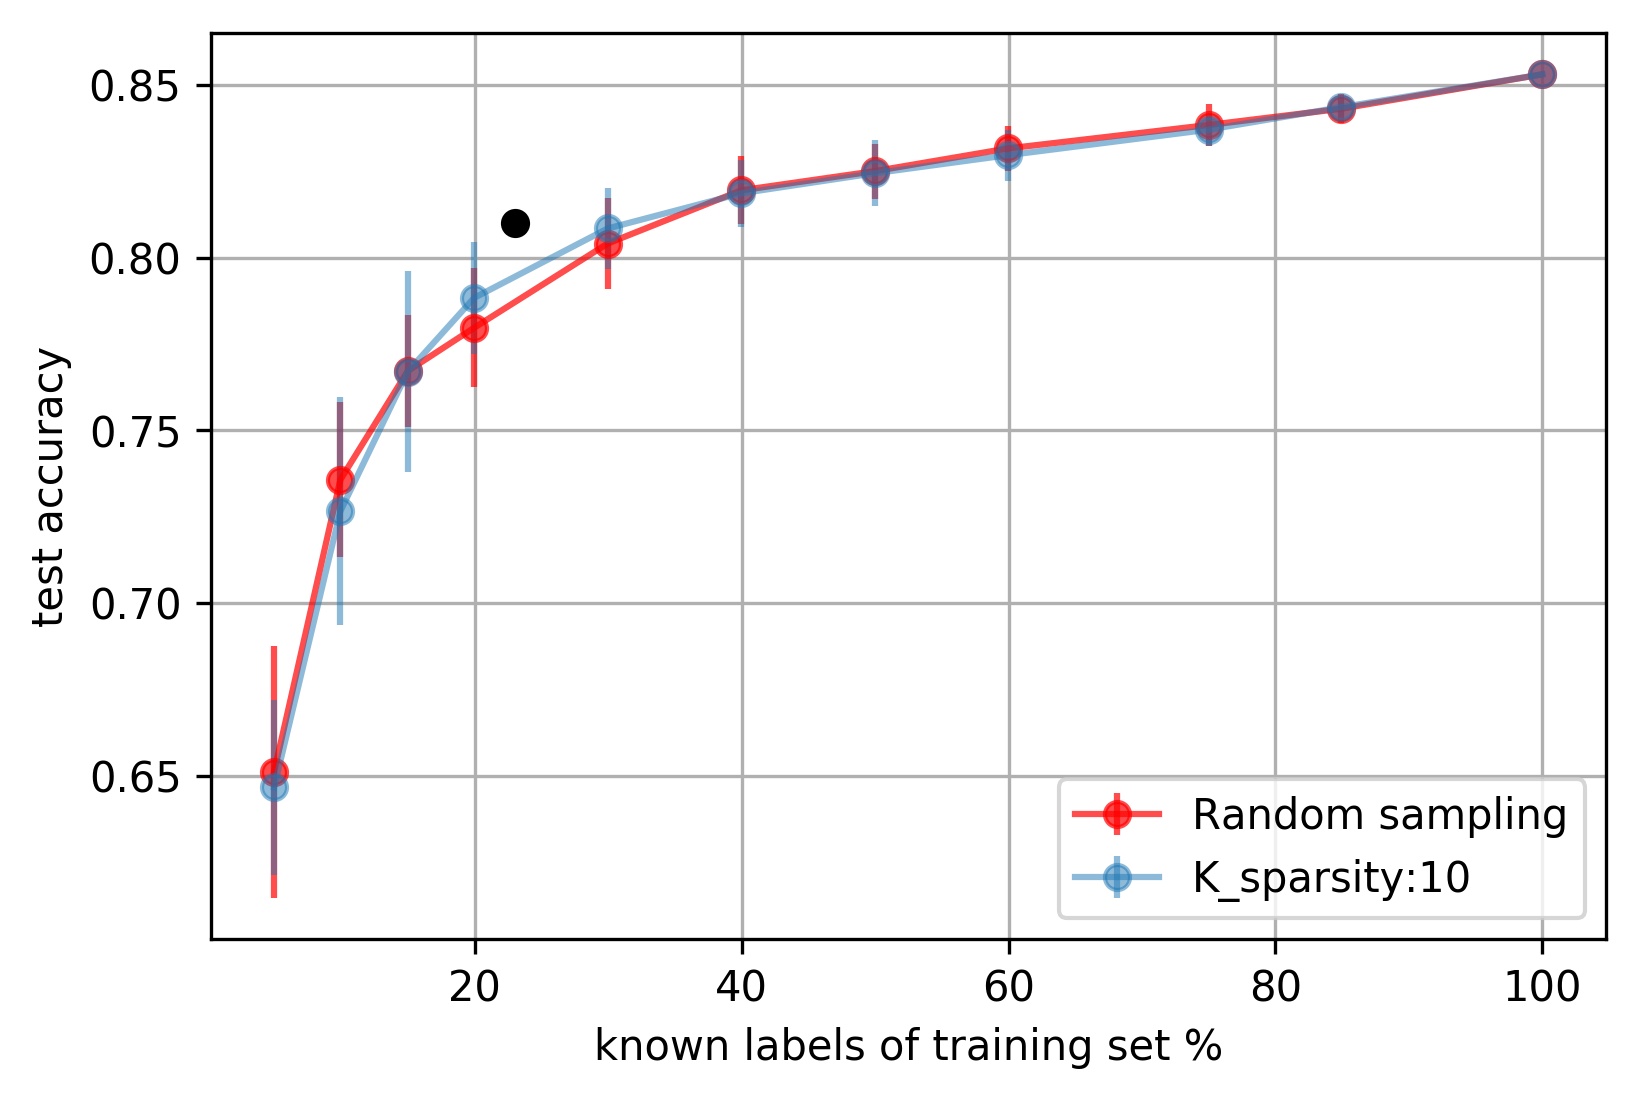 0.85
0.80
0.75
0.70
0.65
test accuracy
20 40 60 80 100
known labels of training set %
Random sampling
K_sparsity:10